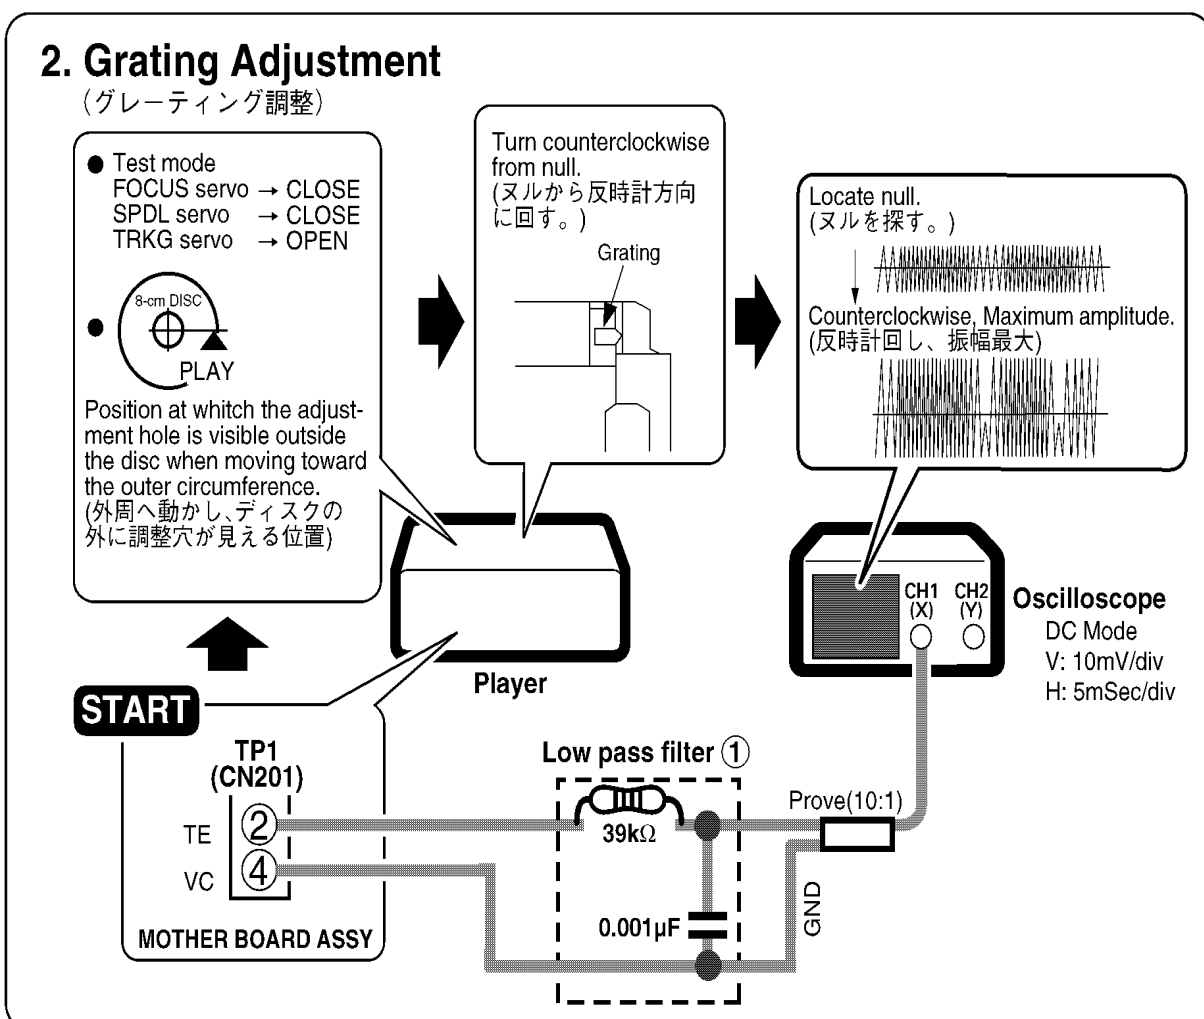 2. Grating Adjustment
(グレーティング調整)
● Test mode
FOCUS servo → CLOSE
SPDL servo → CLOSE
TRKG servo → OPEN
●
8-cm DISC
PLAY
Position at whitch the adjust-
ment hole is visible outside
the disc when moving toward
the outer circumference.
(外周へ動かし、ディスクの
外に調整穴が見える位置)
Turn counterclockwise
from null.
(ヌルから反時計方向
に回す。)
Grating
Locate null.
(ヌルを探す。)
Counterclockwise, Maximum amplitude.
(反時計回し、振幅最大)
Player
CH1
(X)
CH2
(Y)
Oscilloscope
DC Mode
V: 10mV/div
H: 5mSec/div
START
TP1
(CN201)
TE ②
VC ④
MOTHER BOARD ASSY
Low pass filter ①
39kΩ
0.001μF
Prove(10:1)
GND